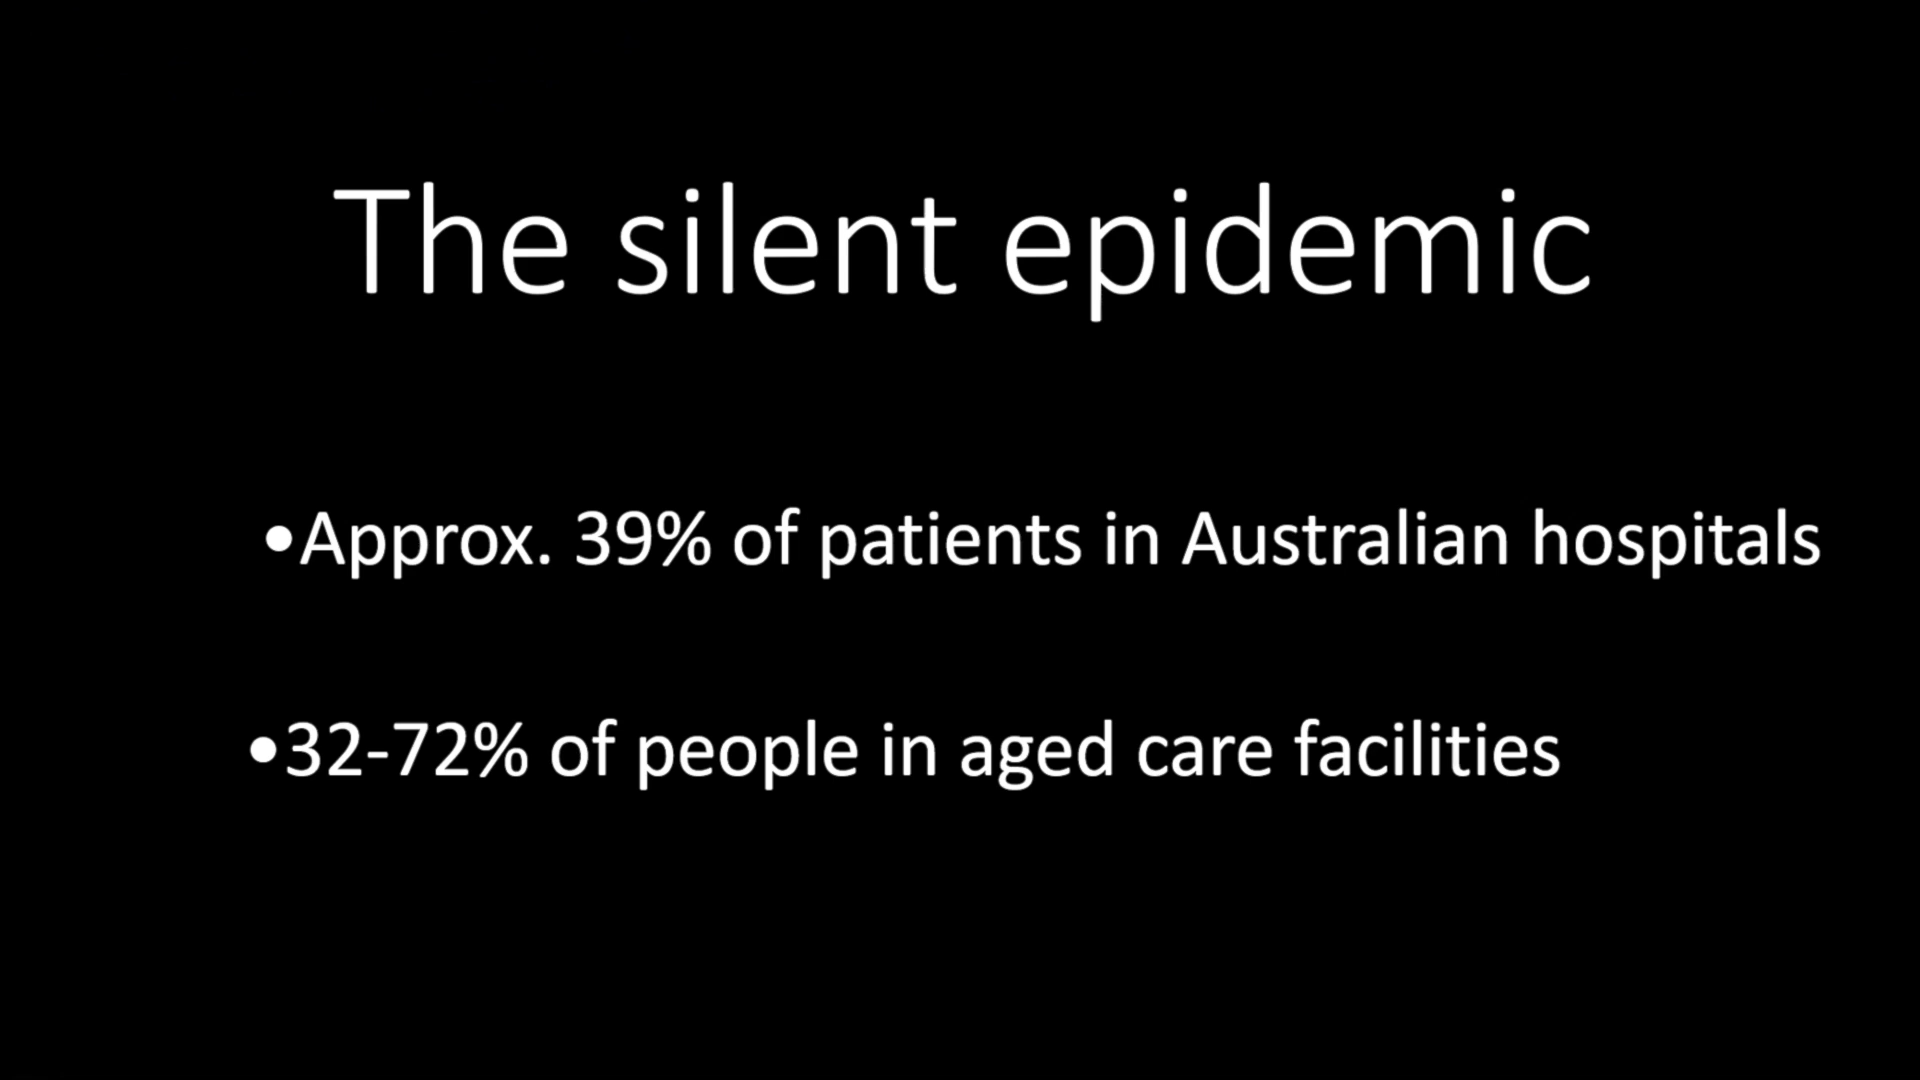 The silent epidemic
•Approx. 39% of patients in Australian hospitals
•32-72% of people in aged care facilities